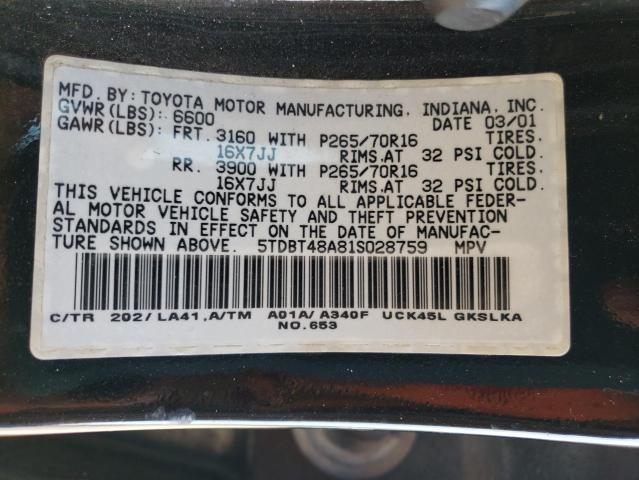 MFD. BY: TOYOTA MOTOR MANUFACTURING, INDIANA, INC.
GVWR(LBS): 6600 DATE 03/01
GAWR(LBS): FRT. 3160 WITH P265/70R16 TIRES,
16X7JJ RIMS,AT 32 PSI COLD.
RR. 3900 WITH P265/70R16 TIRES,
16X7JJ RIMS,AT 32 PSI COLD.
THIS VEHICLE CONFORMS TO ALL APPLICABLE FEDER-
AL MOTOR VEHICLE SAFETY AND THEFT PREVENTION
STANDARDS IN EFFECT ON THE DATE OF MANUFAC-
TURE SHOWN ABOVE. 5TDBT48A81S028759 MPV
C/TR 202/ LA41,A/TM A01A/ A340F UCK45L GKSLKA
NO.653